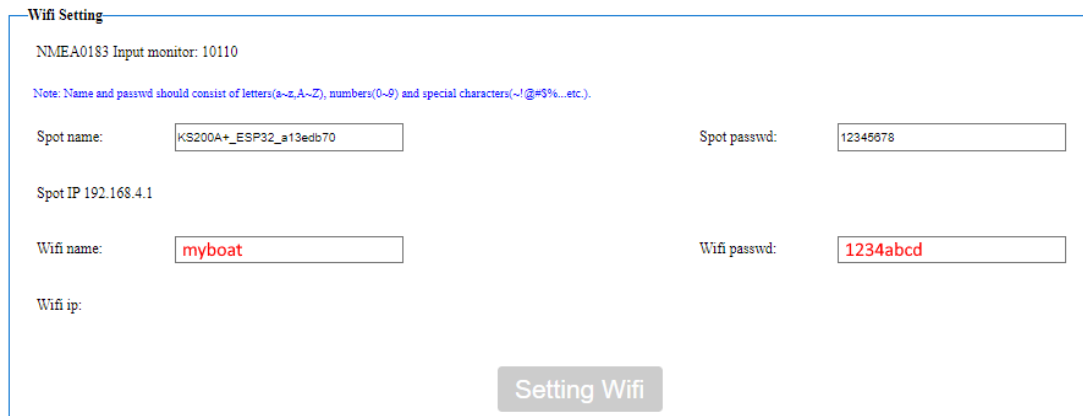 Wifi Setting
NMEA0183 Input monitor: 10110
Note: Name and passwd should consist of letters(a~z,A~Z), numbers(0~9) and special characters(~!@#$%...etc.).
Spot name: KS200A+_ESP32_a13edb70 Spot passwd: 12345678
Spot IP 192.168.4.1
Wifi name: myboat Wifi passwd: 1234abcd
Wifi ip:
Setting Wifi